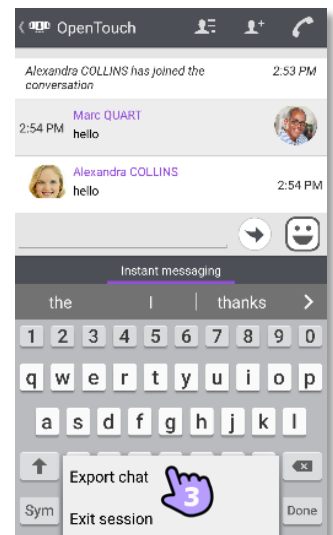 OpenTouch
Alexandra COLLINS has joined the 2:53 PM
conversation
Marc QUART
2:54 PM hello
Alexandra COLLINS
hello 2:54 PM
Instant messaging
the I thanks
1 2 3 4 5 6 7 8 9 0
q w e r t y u i o p
a s d f g h j k l
Export chat
3
Sym Exit session Done